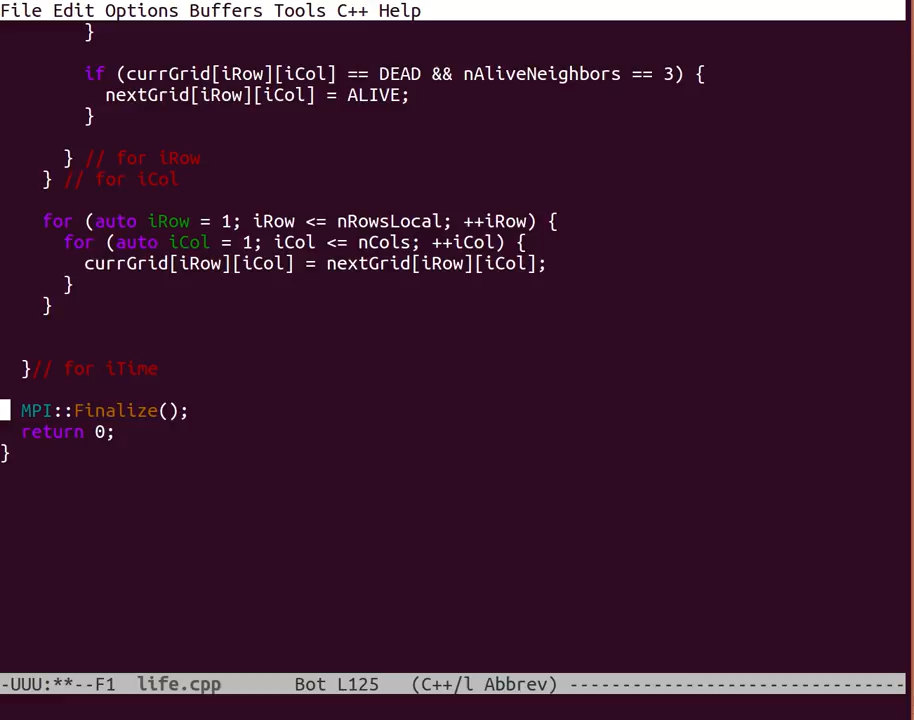 File Edit Options Buffers Tools C++ Help
        }

        if (currGrid[iRow][iCol] == DEAD && nAliveNeighbors == 3) {
          nextGrid[iRow][iCol] = ALIVE;
        }

      } // for iRow
    } // for iCol

    for (auto iRow = 1; iRow <= nRowsLocal; ++iRow) {
      for (auto iCol = 1; iCol <= nCols; ++iCol) {
        currGrid[iRow][iCol] = nextGrid[iRow][iCol];
      }
    }


  }// for iTime

  MPI::Finalize();
  return 0;
}
-UUU:**--F1  life.cpp       Bot L125   (C++/l Abbrev) --------------------------------